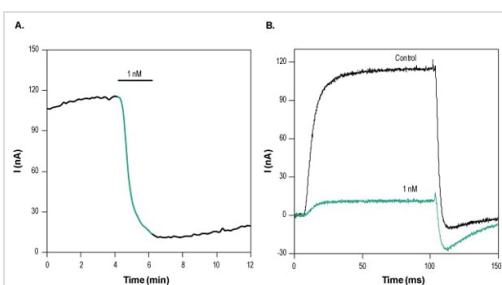 A.
1 nM
150
120
90
60
30
0
I (nA)
0 2 4 6 8 10 12
Time (min)
B.
Control
1 nM
120
90
60
30
0
-30
I (nA)
0 50 100 150
Time (ms)